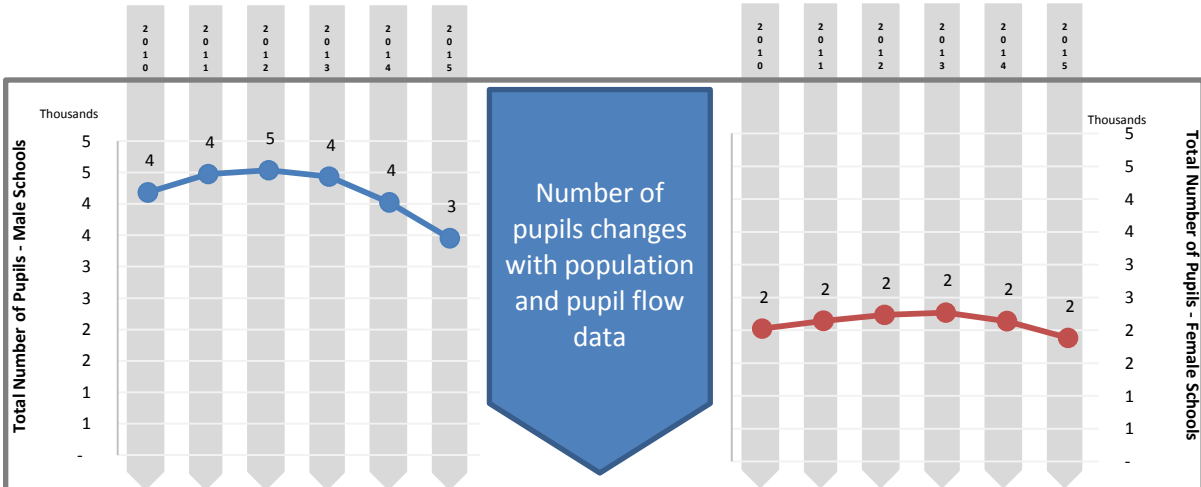 2010 2011 2012 2013 2014 2015
2010 2011 2012 2013 2014 2015
Total Number of Pupils - Male Schools
Thousands
5
5
4
4
3
3
2
2
1
1
-
4 4 5 4 4 3
Number of
pupils changes
with population
and pupil flow
data
2 2 2 2 2 2
Thousands
5
5
4
4
3
3
2
2
1
1
-
Total Number of Pupils - Female Schools